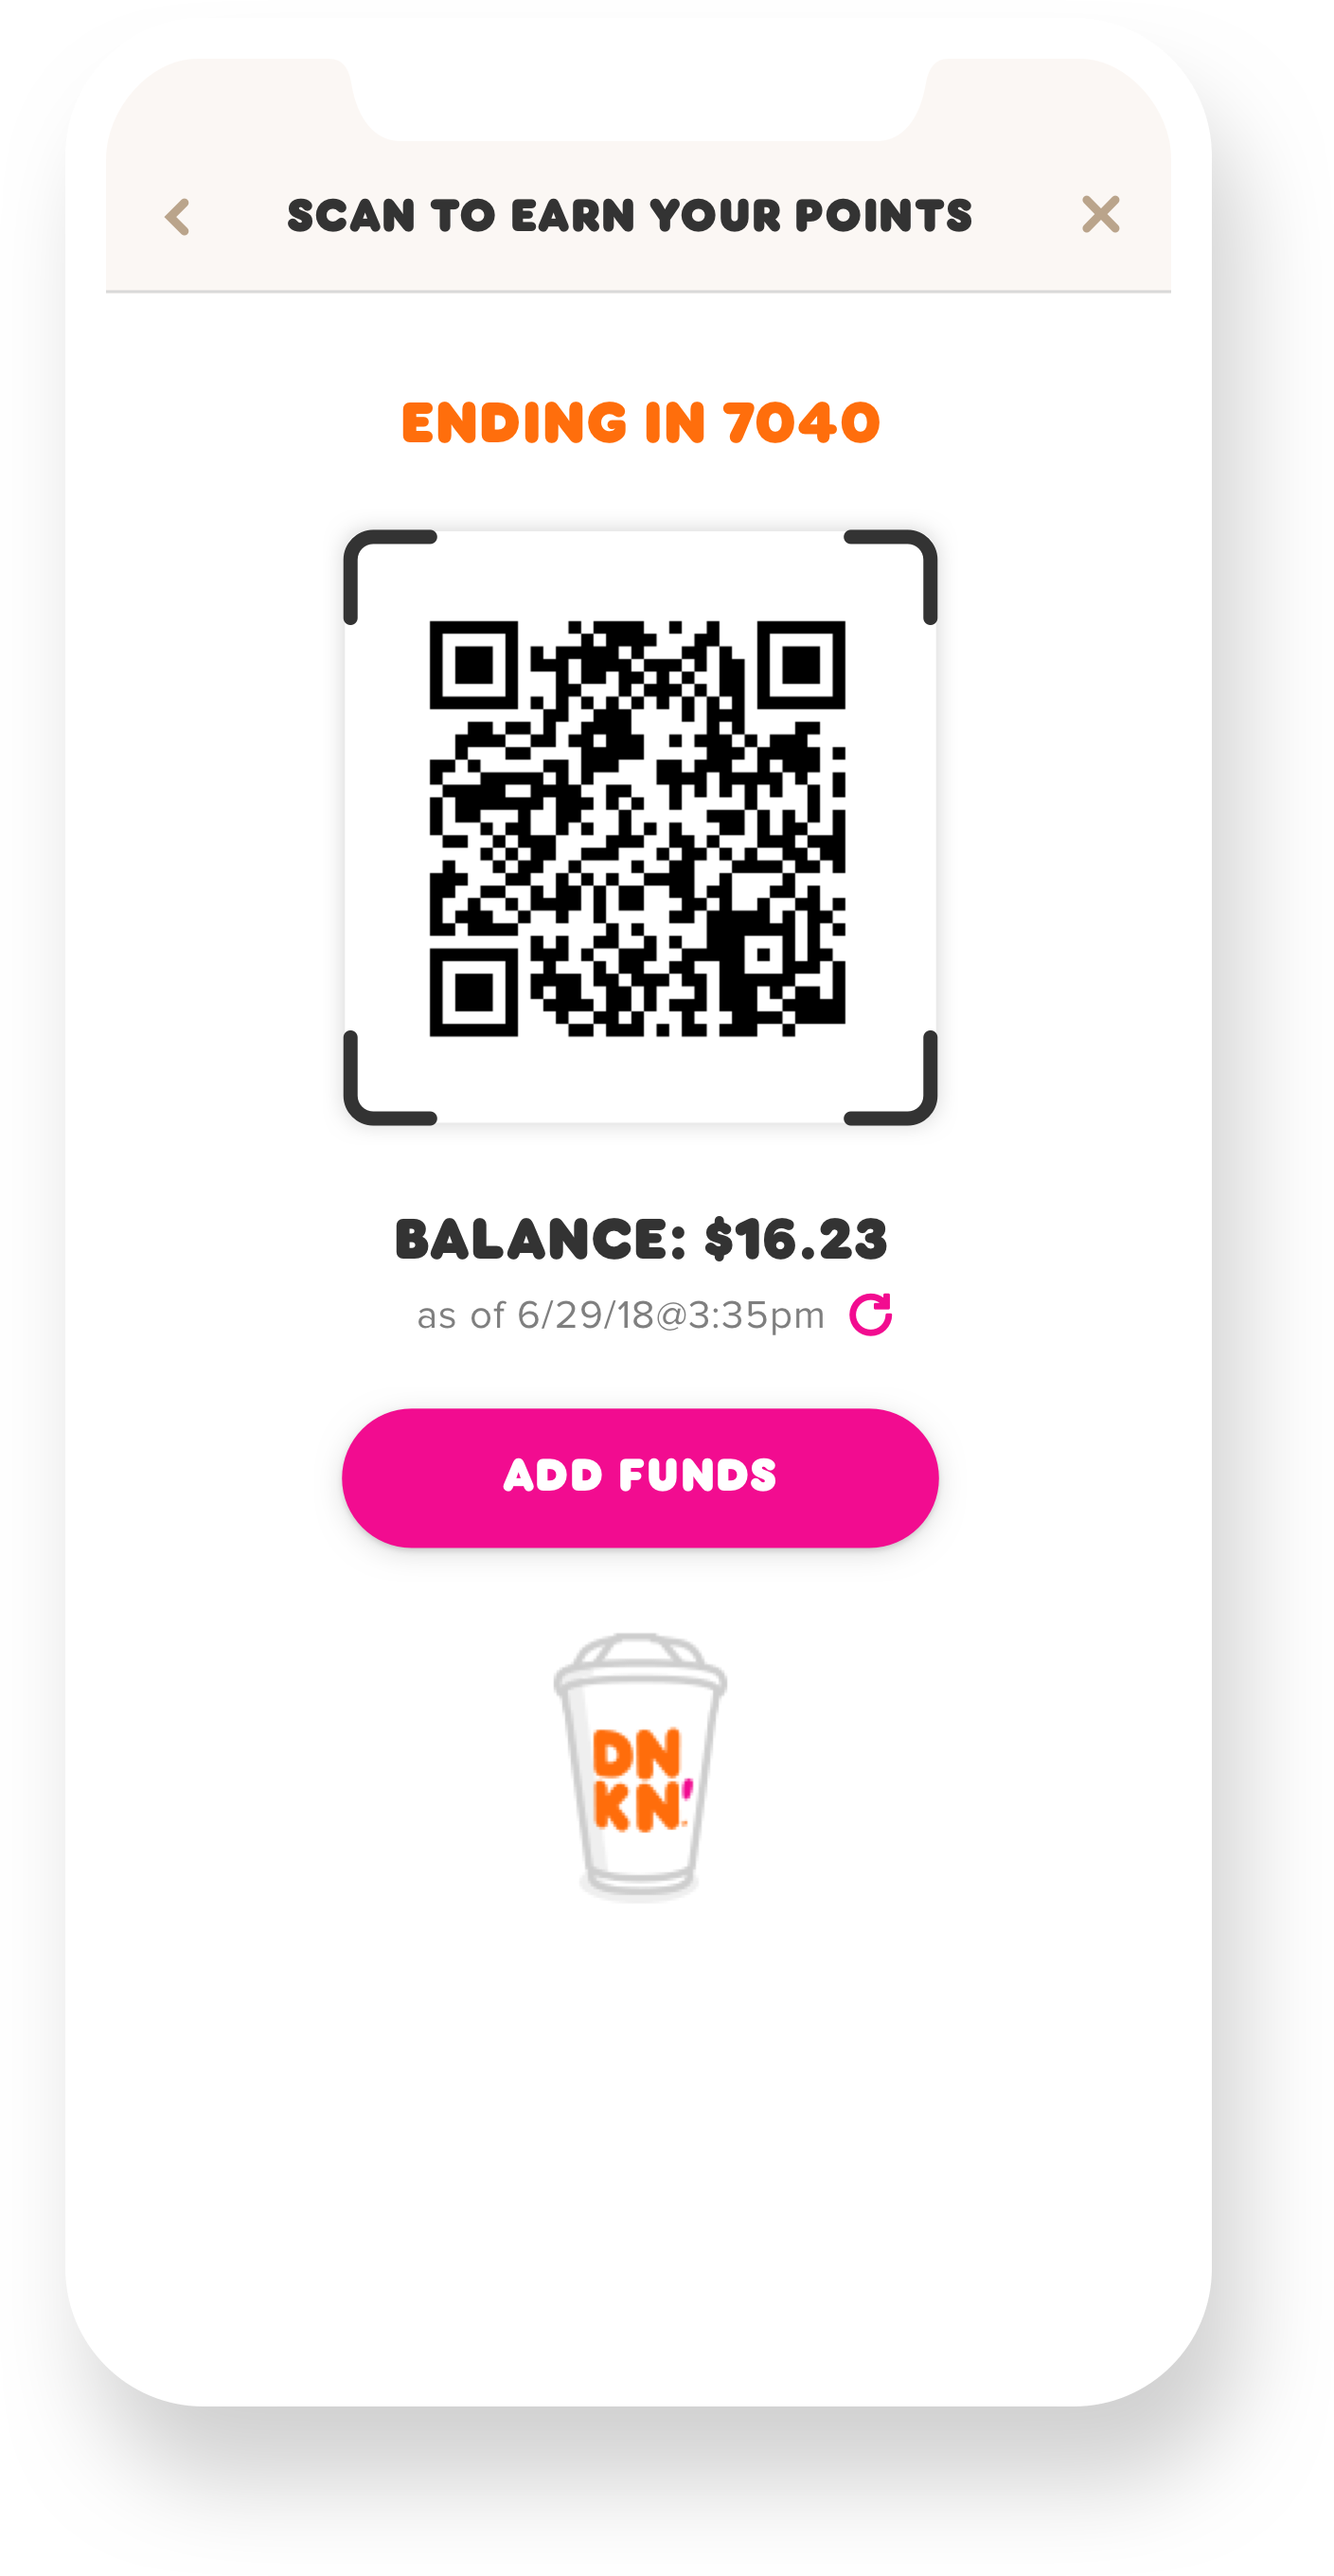 SCAN TO EARN YOUR POINTS
ENDING IN 7040
BALANCE: $16.23
as of 6/29/18@3:35pm
ADD FUNDS
DN
KN'